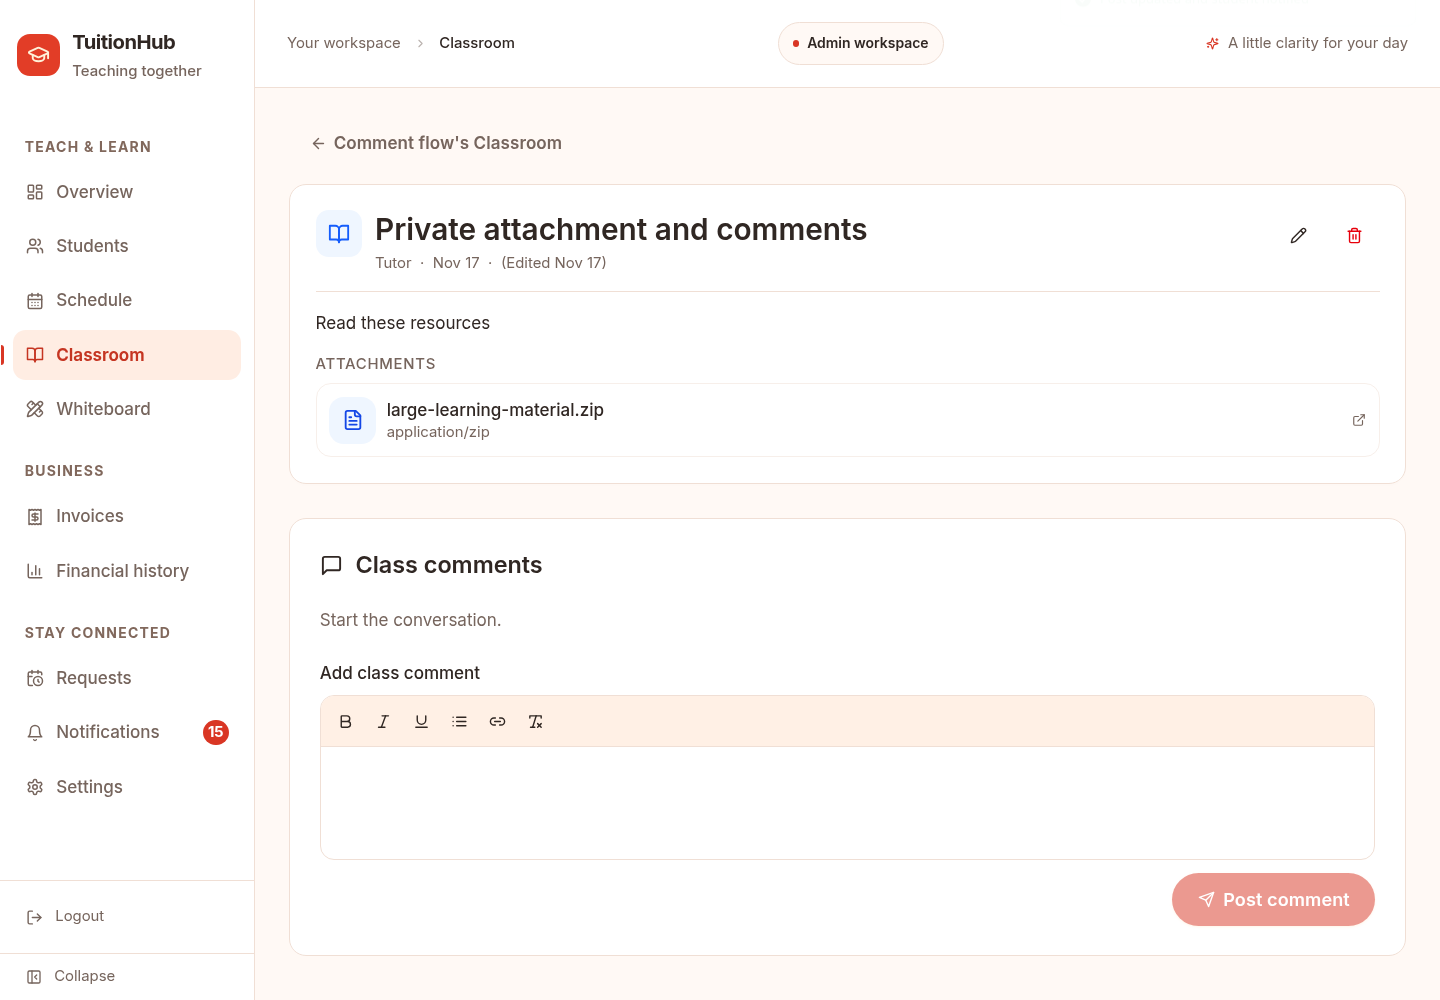 TuitionHub
Teaching together
TEACH & LEARN
Overview
Students
Schedule
Classroom
Whiteboard
BUSINESS
Invoices
Financial history
STAY CONNECTED
Requests
Notifications 15
Settings
Logout
Collapse
Your workspace > Classroom
Admin workspace
A little clarity for your day
Comment flow's Classroom
Private attachment and comments
Tutor · Nov 17 · (Edited Nov 17)
Read these resources
ATTACHMENTS
large-learning-material.zip
application/zip
Class comments
Start the conversation.
Add class comment
Post comment